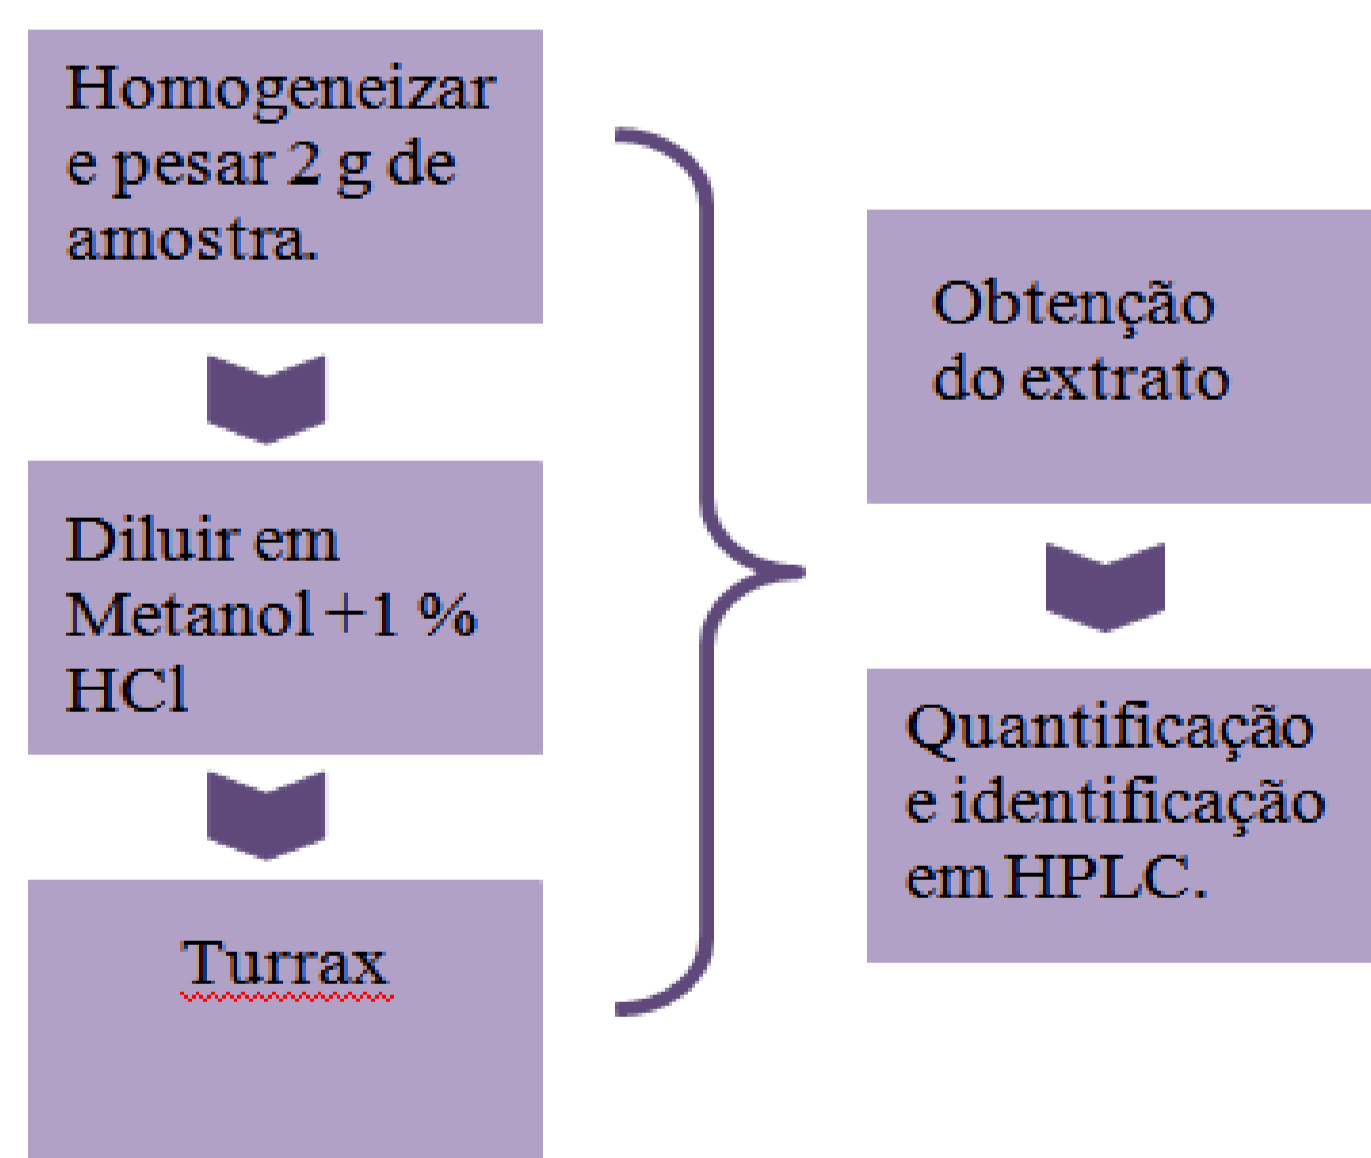 Homogeneizar
e pesar 2 g de
amostra.
Diluir em
Metanol +1 %
HCl
Turrax
Obtenção
do extrato
Quantificação
e identificação
em HPLC.